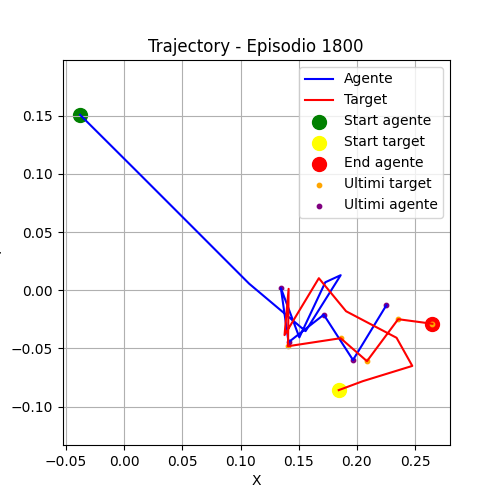 Trajectory - Episodio 1800
Agente
Target
Start agente
Start target
End agente
Ultimi target
Ultimi agente
0.15
0.10
0.05
0.00
−0.05
−0.10
−0.05
0.00
0.05
0.10
0.15
0.20
0.25
X